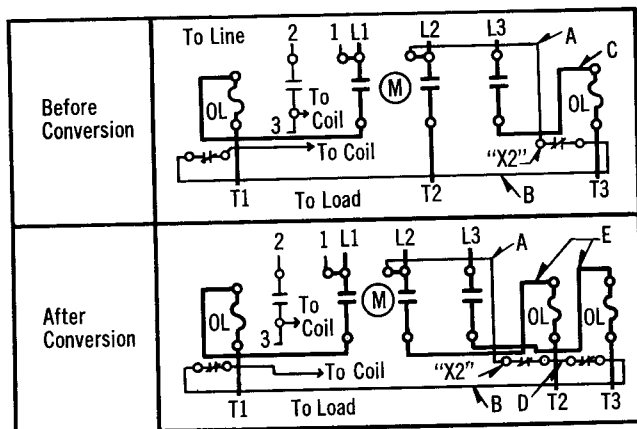 Before
Conversion
To Line
2
1 L1
L2
L3
A
C
OL
M
OL
3
To
Coil
To Coil
"X2"
T1
To Load
T2
B
T3
After
Conversion
2
1 L1
L2
L3
A
E
OL
M
OL
OL
3
To
Coil
To Coil
"X2"
T1
To Load
B
D
T2
T3